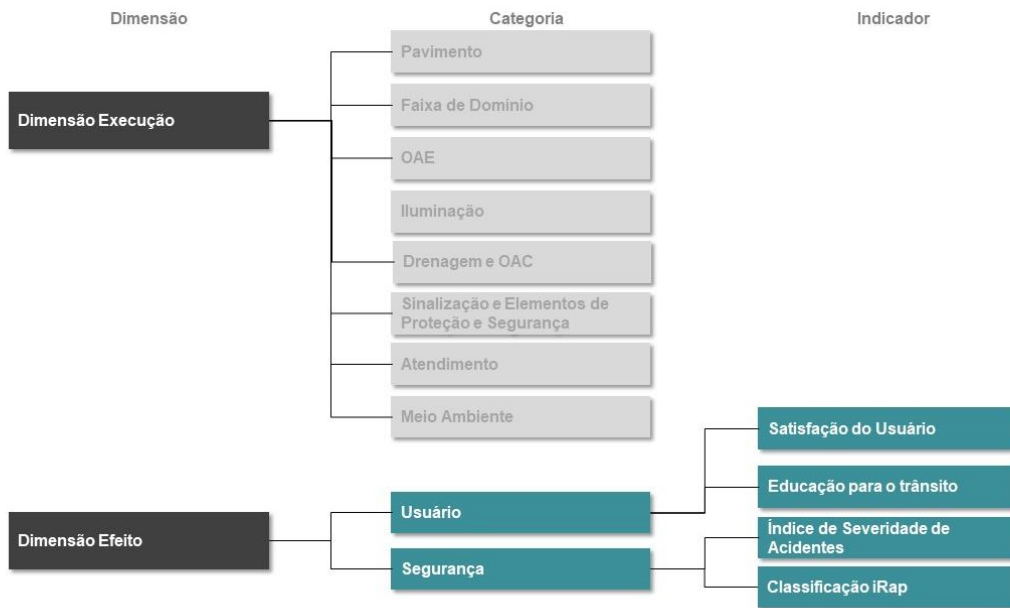 Dimensão
Categoria
Indicador
Dimensão Execução
Pavimento
Faixa de Domínio
OAE
Iluminação
Drenagem e OAC
Sinalização e Elementos de
Proteção e Segurança
Atendimento
Meio Ambiente
Dimensão Efeito
Usuário
Segurança
Satisfação do Usuário
Educação para o trânsito
Índice de Severidade de
Acidentes
Classificação iRap